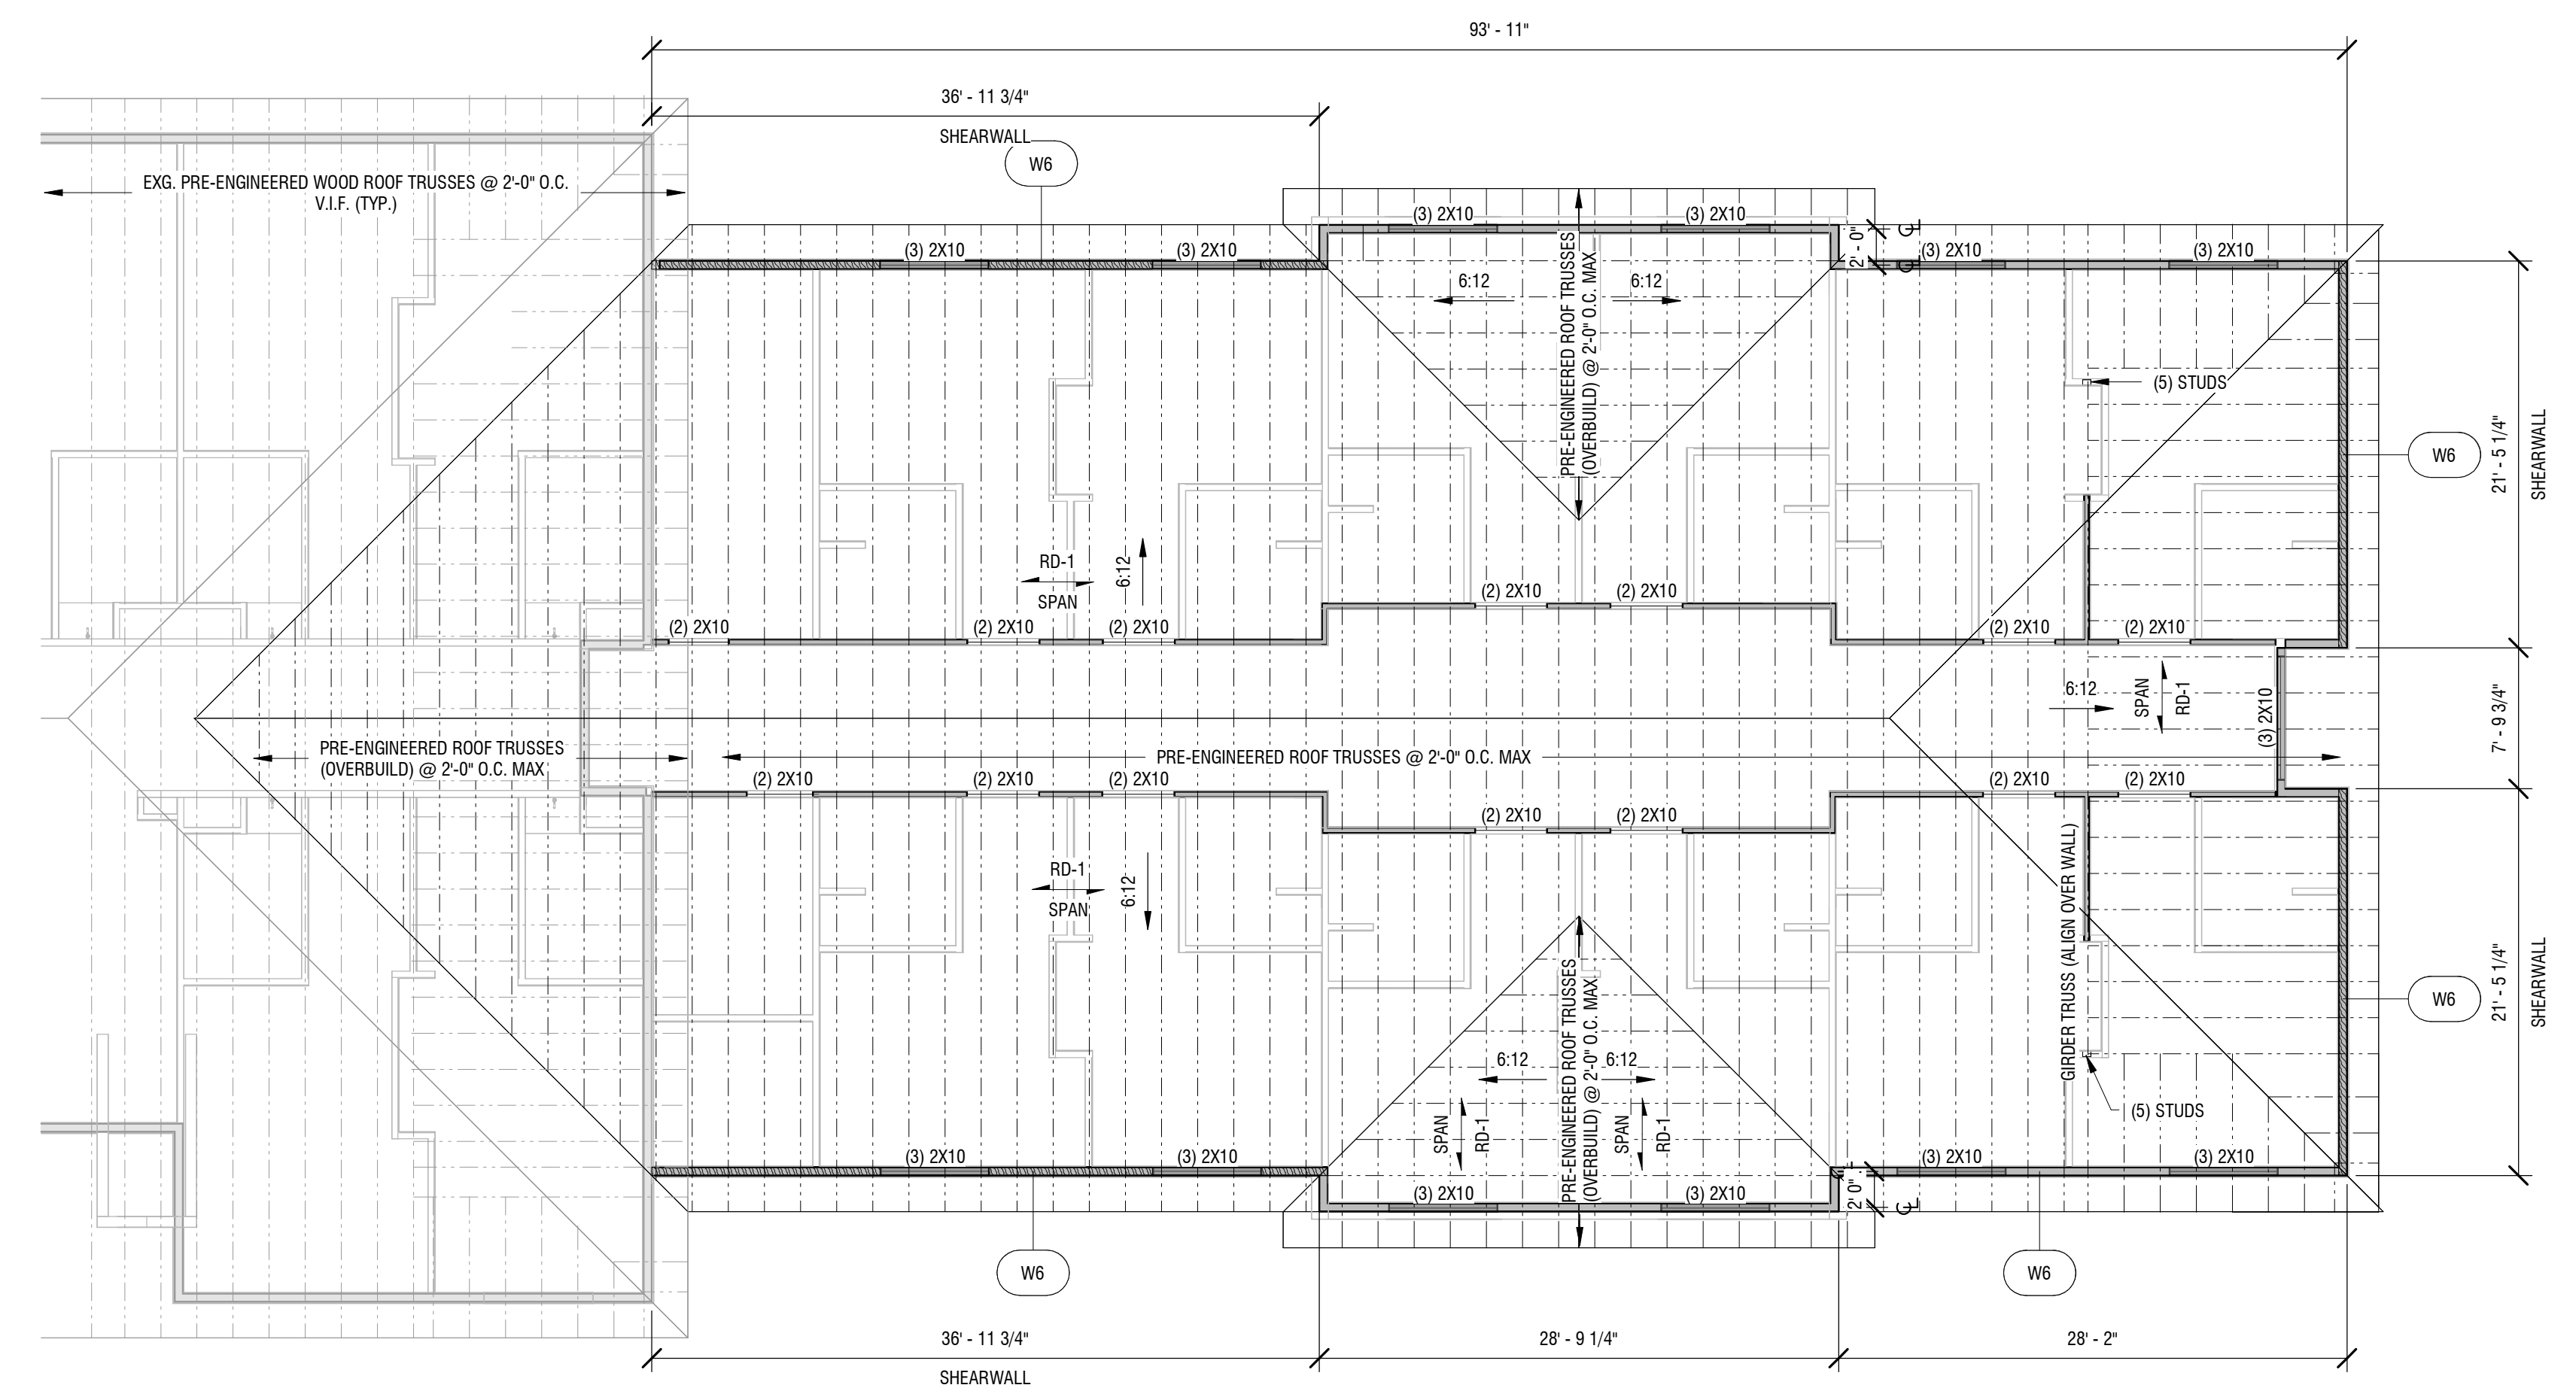 93' - 11"
36' - 11 3/4"
SHEARWALL
W6
EXG. PRE-ENGINEERED WOOD ROOF TRUSSES @ 2'-0" O.C.
V.I.F. (TYP.)
(3) 2X10
(3) 2X10
(3) 2X10
(3) 2X10
(3) 2X10
(3) 2X10
2' - 0"
CL
CL
6:12
6:12
PRE-ENGINEERED ROOF TRUSSES
(OVERBUILD) @ 2'-0" O.C. MAX
(5) STUDS
21' - 5 1/4"
SHEARWALL
W6
RD-1
SPAN
6:12
(2) 2X10
(2) 2X10
(2) 2X10
(2) 2X10
(2) 2X10
(2) 2X10
(2) 2X10
6:12
SPAN
RD-1
(3) 2X10
7' - 9 3/4"
PRE-ENGINEERED ROOF TRUSSES
(OVERBUILD) @ 2'-0" O.C. MAX
PRE-ENGINEERED ROOF TRUSSES @ 2'-0" O.C. MAX
(2) 2X10
(2) 2X10
(2) 2X10
(2) 2X10
(2) 2X10
(2) 2X10
(2) 2X10
RD-1
SPAN
6:12
GIRDER TRUSS (ALIGN OVER WALL)
W6
21' - 5 1/4"
SHEARWALL
PRE-ENGINEERED ROOF TRUSSES
(OVERBUILD) @ 2'-0" O.C. MAX
6:12
6:12
SPAN
RD-1
SPAN
RD-1
(5) STUDS
(3) 2X10
(3) 2X10
(3) 2X10
(3) 2X10
(3) 2X10
(3) 2X10
2' 0"
CL
W6
W6
36' - 11 3/4"
SHEARWALL
28' - 9 1/4"
28' - 2"